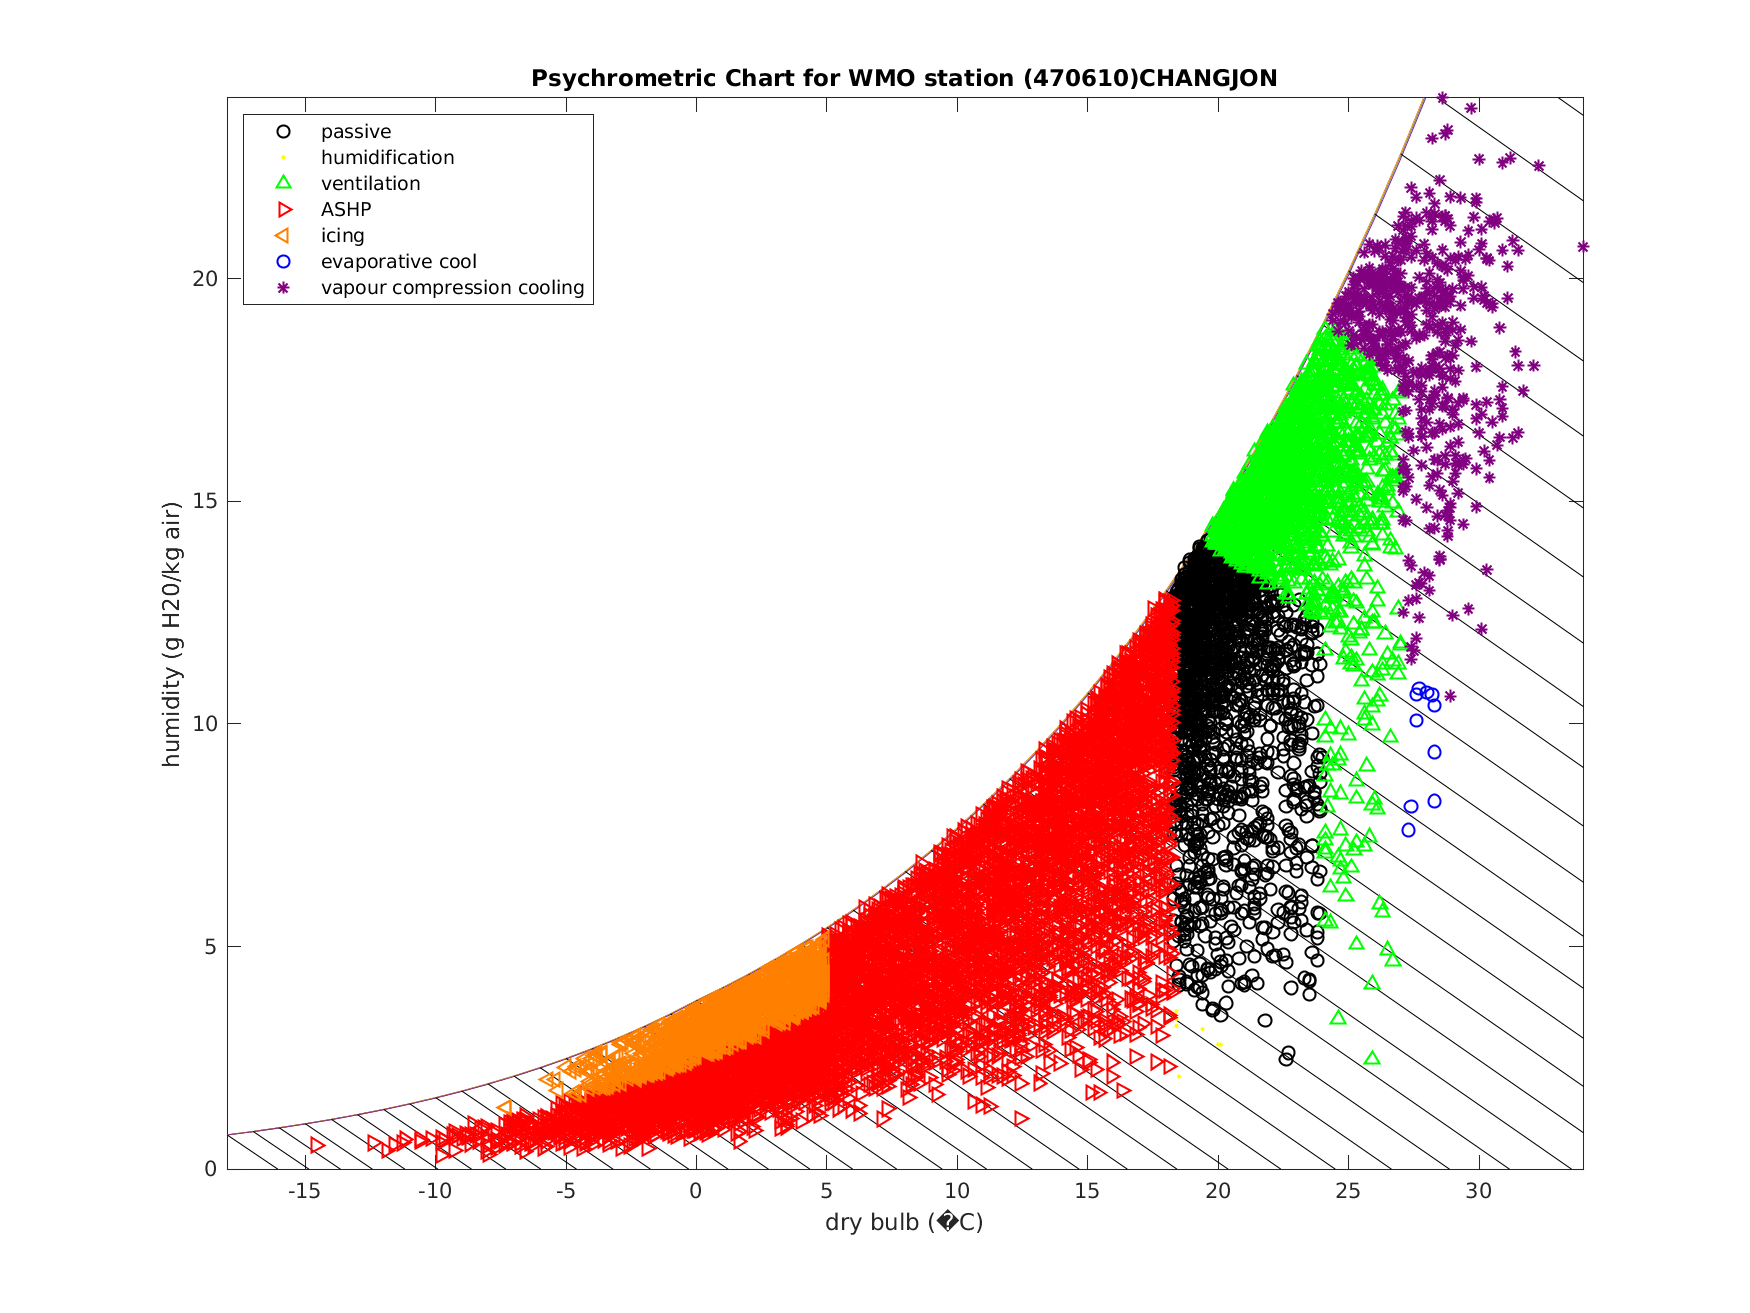 Psychrometric Chart for WMO station (470610)CHANGJON
passive
humidification
ventilation
ASHP
icing
evaporative cool
vapour compression cooling
humidity (g H20/kg air)
20
15
10
5
0
-15 -10 -5 0 5 10 15 20 25 30
dry bulb (�C)